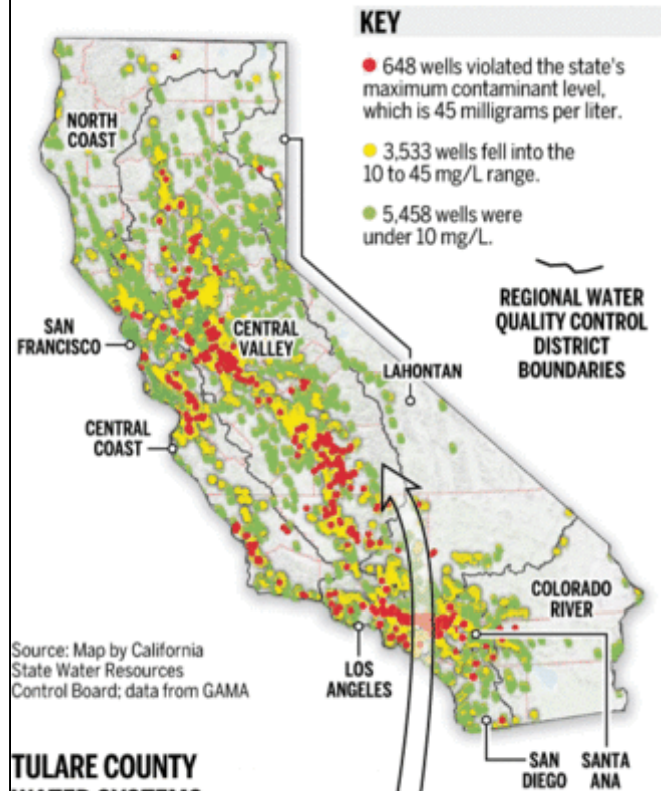 KEY
648 wells violated the state's
maximum contaminant level,
which is 45 milligrams per liter.
3,533 wells fell into the
10 to 45 mg/L range.
5,458 wells were
under 10 mg/L.
REGIONAL WATER
QUALITY CONTROL
DISTRICT
BOUNDARIES
NORTH
COAST
SAN
FRANCISCO
CENTRAL
VALLEY
LAHONTAN
CENTRAL
COAST
COLORADO
RIVER
LOS
ANGELES
SAN
DIEGO
SANTA
ANA
Source: Map by California
State Water Resources
Control Board; data from GAMA
TULARE COUNTY
WATER SYSTEMS